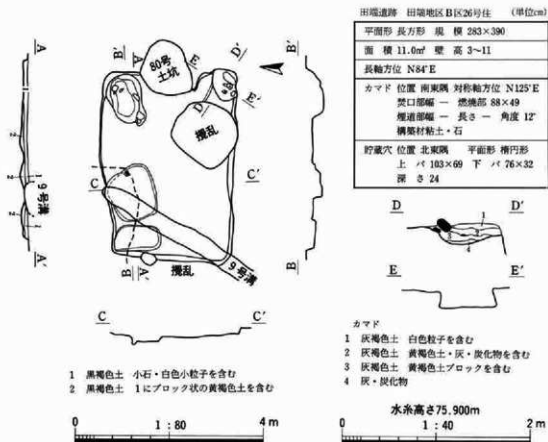 田端遺跡 田端地区B区26号住 (単位cm)
平面形 長方形 規 模 283×390
面 積 11.0㎡ 壁 高 3~11
長軸方位 N84°E
カマド 位置 南東隅 対称軸方位 N125°E
焚口部幅 ー 燃焼部 88×49
煙道部幅 ー 長さ ー 角度 12°
構築材粘土・石
貯蔵穴 位置 北東隅 平面形 楕円形
上 バ 103×69 下 バ 76×32
深 さ 24
A
B'
A
80号
土坑
E
D'
B'
D
E'
攪乱
C
C'
9号溝
9号溝
A'
B
A'
攪乱
B
D D'
1
2
3
4
E E'
C C'
カマド
1 灰褐色土 白色粒子を含む
2 灰褐色土 黄褐色土・灰・炭化物を含む
3 灰褐色土 黄褐色土ブロックを含む
4 灰・炭化物
1 黒褐色土 小石・白色小粒子を含む
2 黒褐色土 1にブロック状の黄褐色土を含む
水糸高さ75.900m
0 1:80 4m
0 1:40 2m